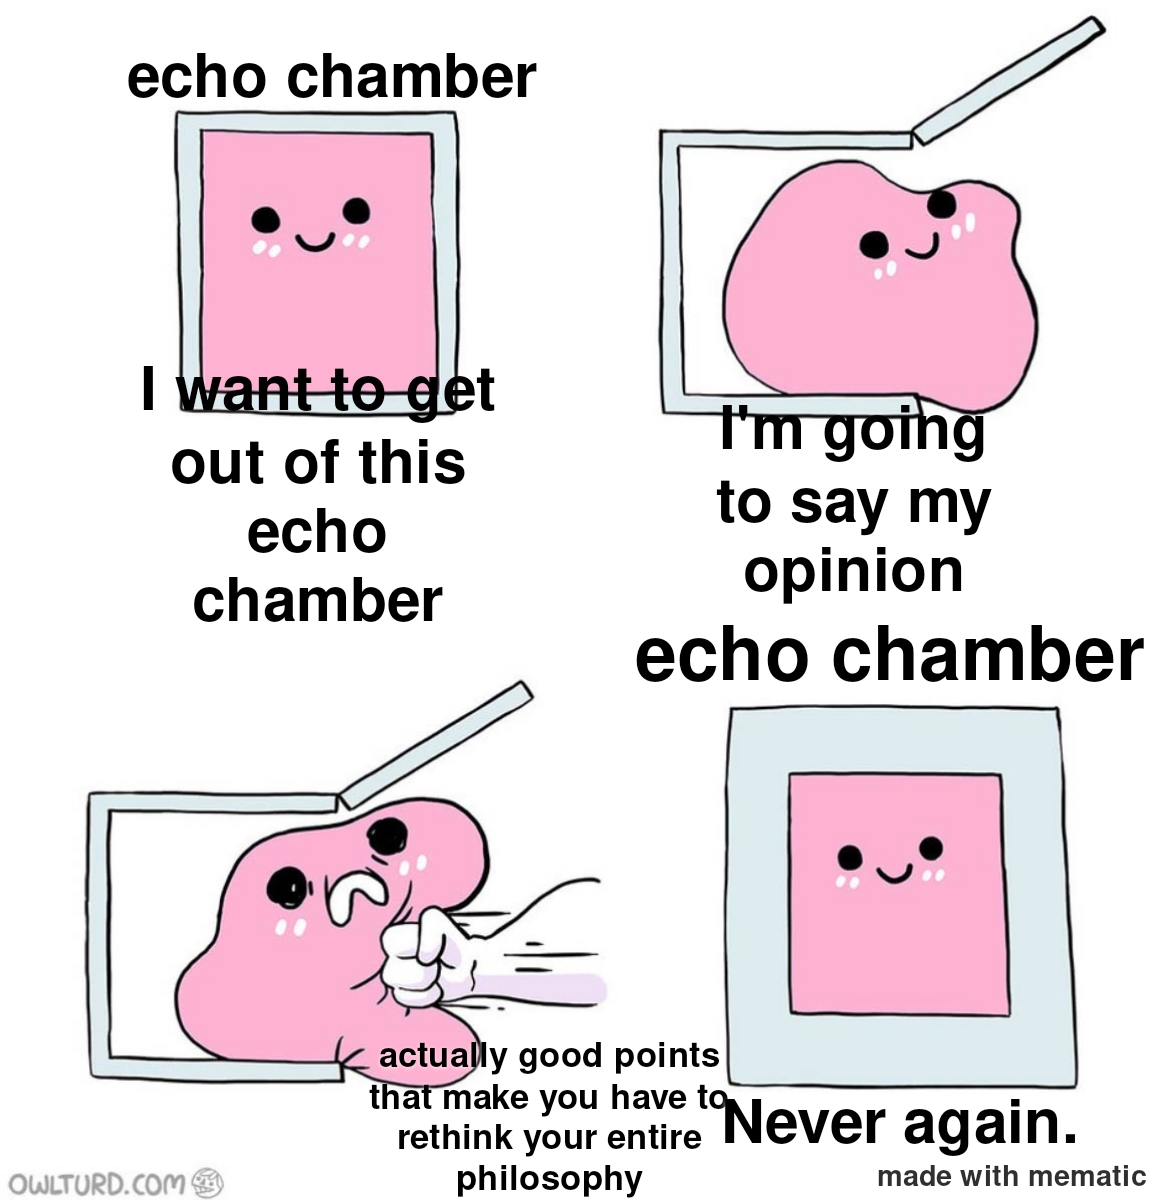 echo chamber
I want to get
out of this
echo
chamber
I'm going
to say my
opinion
echo chamber
actually good points
that make you have to
rethink your entire
philosophy
Never again.
OWLTURD.COM
made with mematic